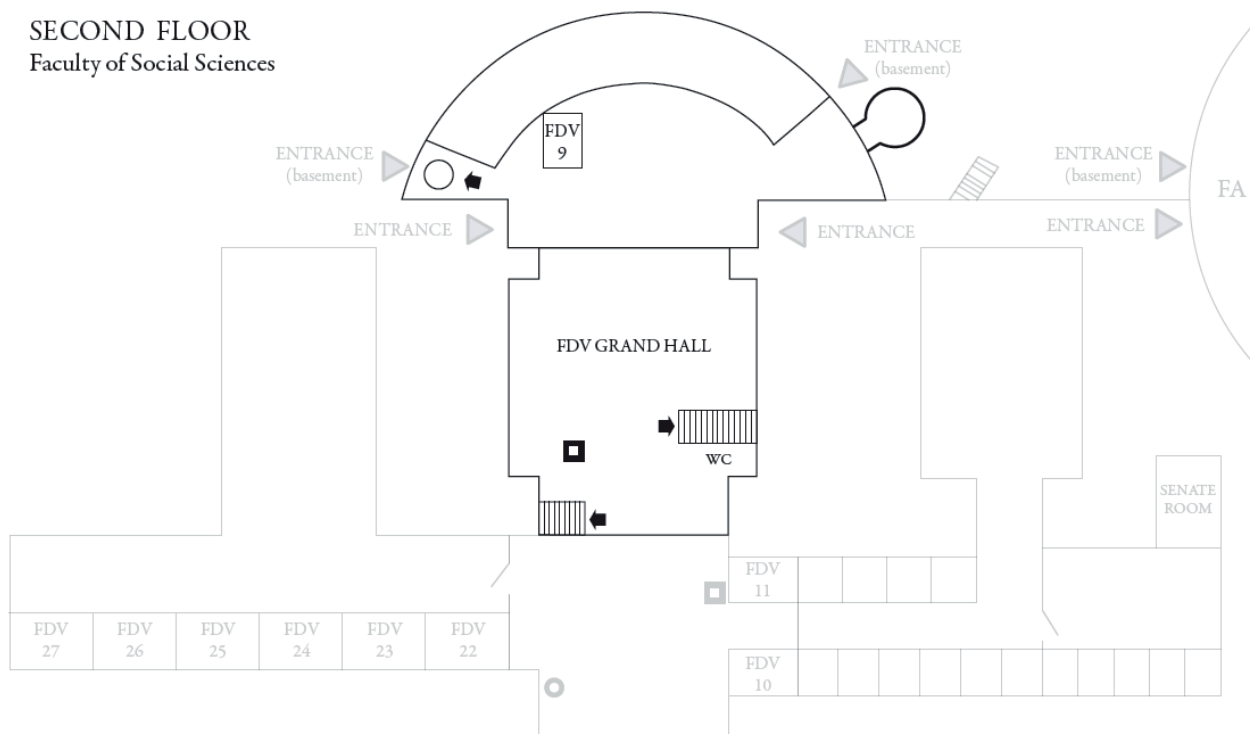 SECOND FLOOR
Faculty of Social Sciences
ENTRANCE
(basement)
FDV
9
ENTRANCE
(basement)
ENTRANCE
(basement)
FA
ENTRANCE
ENTRANCE
ENTRANCE
FDV GRAND HALL
WC
SENATE
ROOM
FDV
11
FDV
27
FDV
26
FDV
25
FDV
24
FDV
23
FDV
22
FDV
10